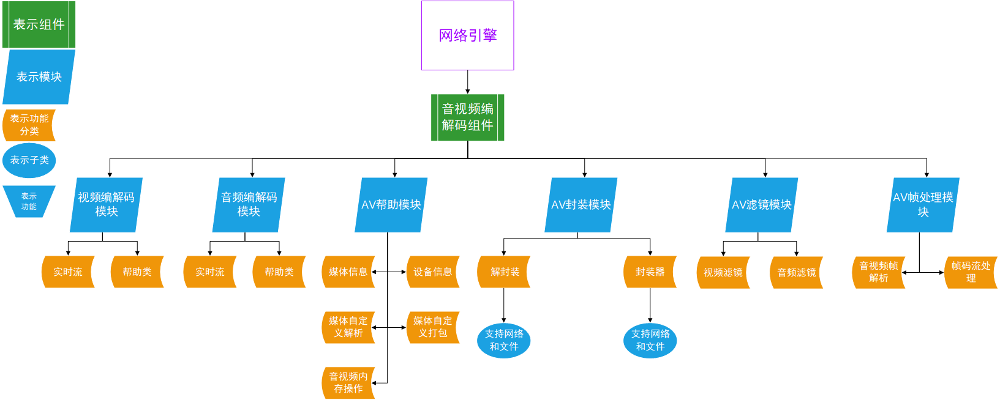 表示组件
表示模块
表示功能
分类
表示子类
表示
功能
网络引擎
音视频编
解码组件
视频编解码
模块
音频编解码
模块
AV帮助模块
AV封装模块
AV滤镜模块
AV帧处理模
块
实时流
帮助类
实时流
帮助类
媒体信息
设备信息
解封装
封装器
视频滤镜
音频滤镜
音视频帧
解析
帧码流处
理
媒体自定
义解析
媒体自定
义打包
支持网络
和文件
支持网络
和文件
音视频内
存操作